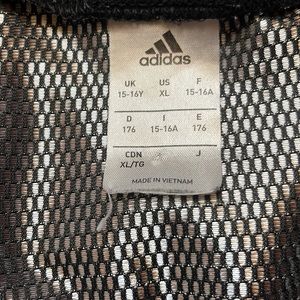 adidas
UK US F
15-16Y XL 15-16A
D I E
176 15-16A 176
CDN J
XL/TG
MADE IN VIETNAM